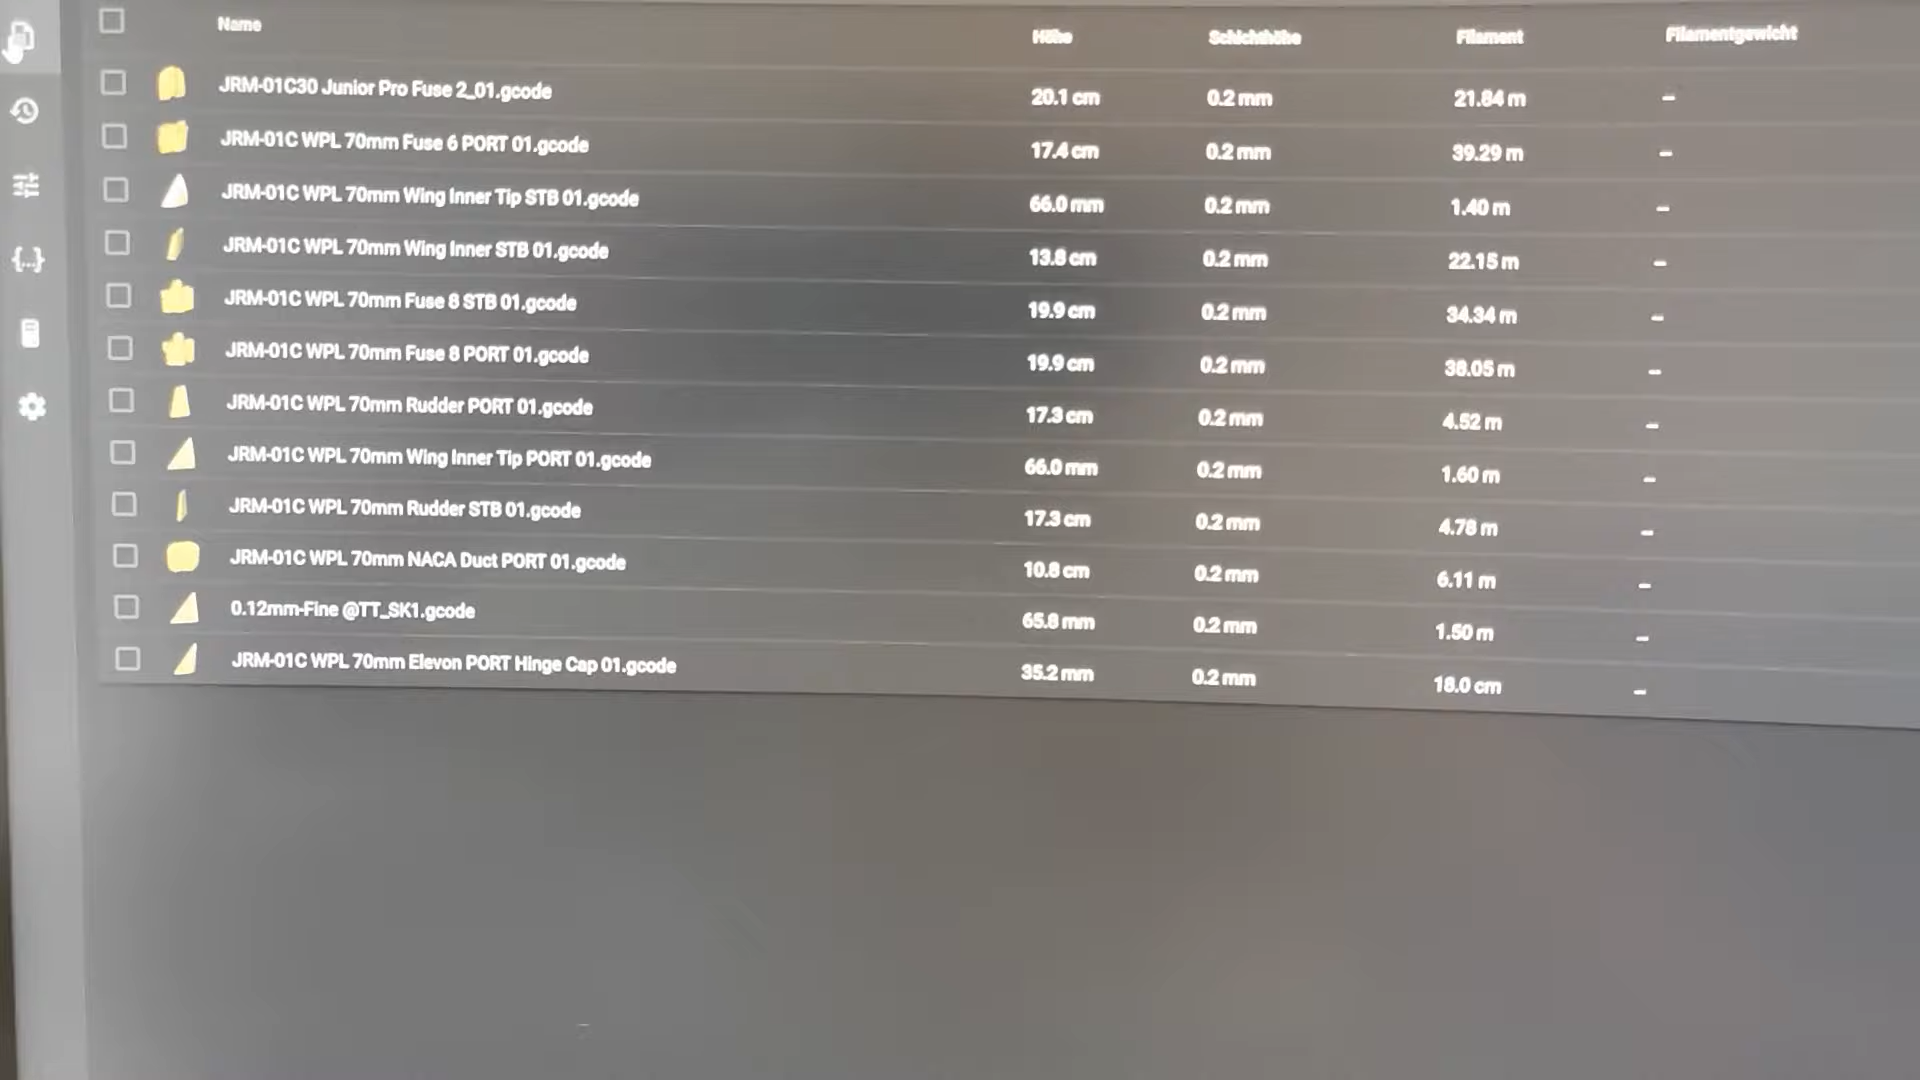 Name Höhe Schichthöhe Filament Filamentgewicht
JRM-01C30 Junior Pro Fuse 2_01.gcode 20.1 cm 0.2 mm 21.84 m –
JRM-01C WPL 70mm Fuse 6 PORT 01.gcode 17.4 cm 0.2 mm 39.29 m –
JRM-01C WPL 70mm Wing Inner Tip STB 01.gcode 66.0 mm 0.2 mm 1.40 m –
JRM-01C WPL 70mm Wing Inner STB 01.gcode 13.8 cm 0.2 mm 22.15 m –
JRM-01C WPL 70mm Fuse 8 STB 01.gcode 19.9 cm 0.2 mm 34.34 m –
JRM-01C WPL 70mm Fuse 8 PORT 01.gcode 19.9 cm 0.2 mm 38.05 m –
JRM-01C WPL 70mm Rudder PORT 01.gcode 17.3 cm 0.2 mm 4.52 m –
JRM-01C WPL 70mm Wing Inner Tip PORT 01.gcode 66.0 mm 0.2 mm 1.60 m –
JRM-01C WPL 70mm Rudder STB 01.gcode 17.3 cm 0.2 mm 4.78 m –
JRM-01C WPL 70mm NACA Duct PORT 01.gcode 10.8 cm 0.2 mm 6.11 m –
0.12mm-Fine @TT_SK1.gcode 65.8 mm 0.2 mm 1.50 m –
JRM-01C WPL 70mm Elevon PORT Hinge Cap 01.gcode 35.2 mm 0.2 mm 18.0 cm –